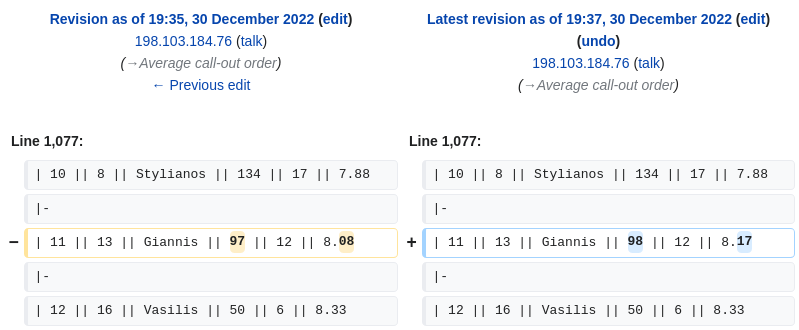 Revision as of 19:35, 30 December 2022 (edit)
198.103.184.76 (talk)
(→Average call-out order)
← Previous edit
Latest revision as of 19:37, 30 December 2022 (edit)
(undo)
198.103.184.76 (talk)
(→Average call-out order)
Line 1,077:
Line 1,077:
| 10 || 8 || Stylianos || 134 || 17 || 7.88
| 10 || 8 || Stylianos || 134 || 17 || 7.88
|-
|-
− | 11 || 13 || Giannis || 97 || 12 || 8.08
+ | 11 || 13 || Giannis || 98 || 12 || 8.17
|-
|-
| 12 || 16 || Vasilis || 50 || 6 || 8.33
| 12 || 16 || Vasilis || 50 || 6 || 8.33